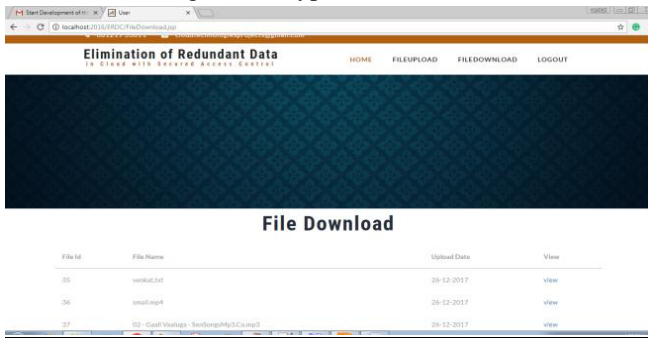 Start Development of th
User
localhost:2016/ERDC/FileDownload.jsp
Elimination of Redundant Data
in Cloud with Secured Access Control
HOME FILEUPLOAD FILEDOWNLOAD LOGOUT
File Download
File Id File Name Upload Date View
35 venkat.txt 26-12-2017 view
36 small.mp4 26-12-2017 view
37 02 - Gaali Vaaluga - SenSongsMp3.Co.mp3 26-12-2017 view